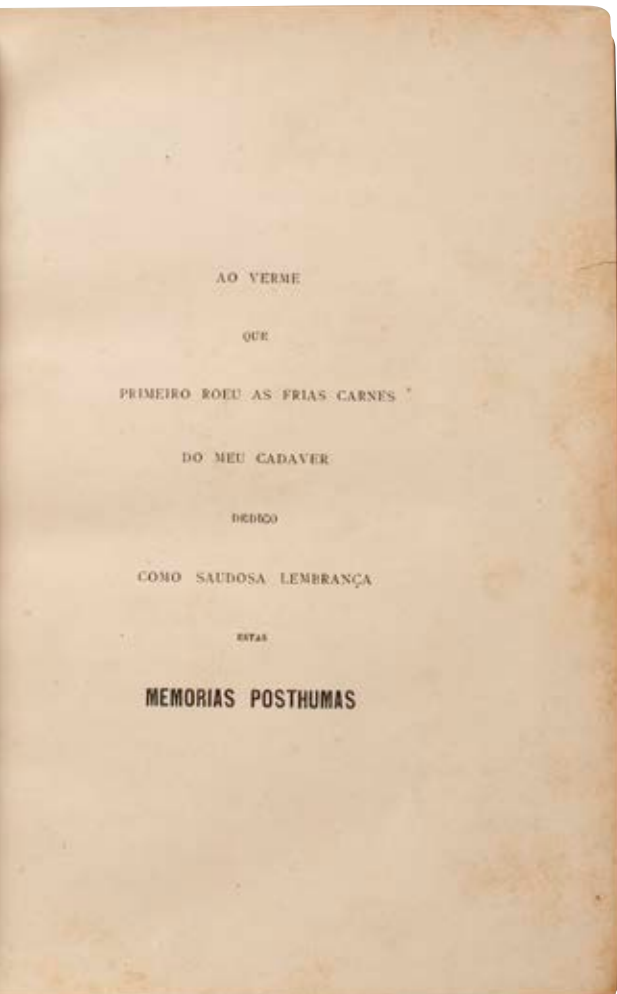 AO VERME
QUE
PRIMEIRO ROEU AS FRIAS CARNES
DO MEU CADAVER
DEDICO
COMO SAUDOSA LEMBRANÇA
ESTAS
MEMORIAS POSTHUMAS